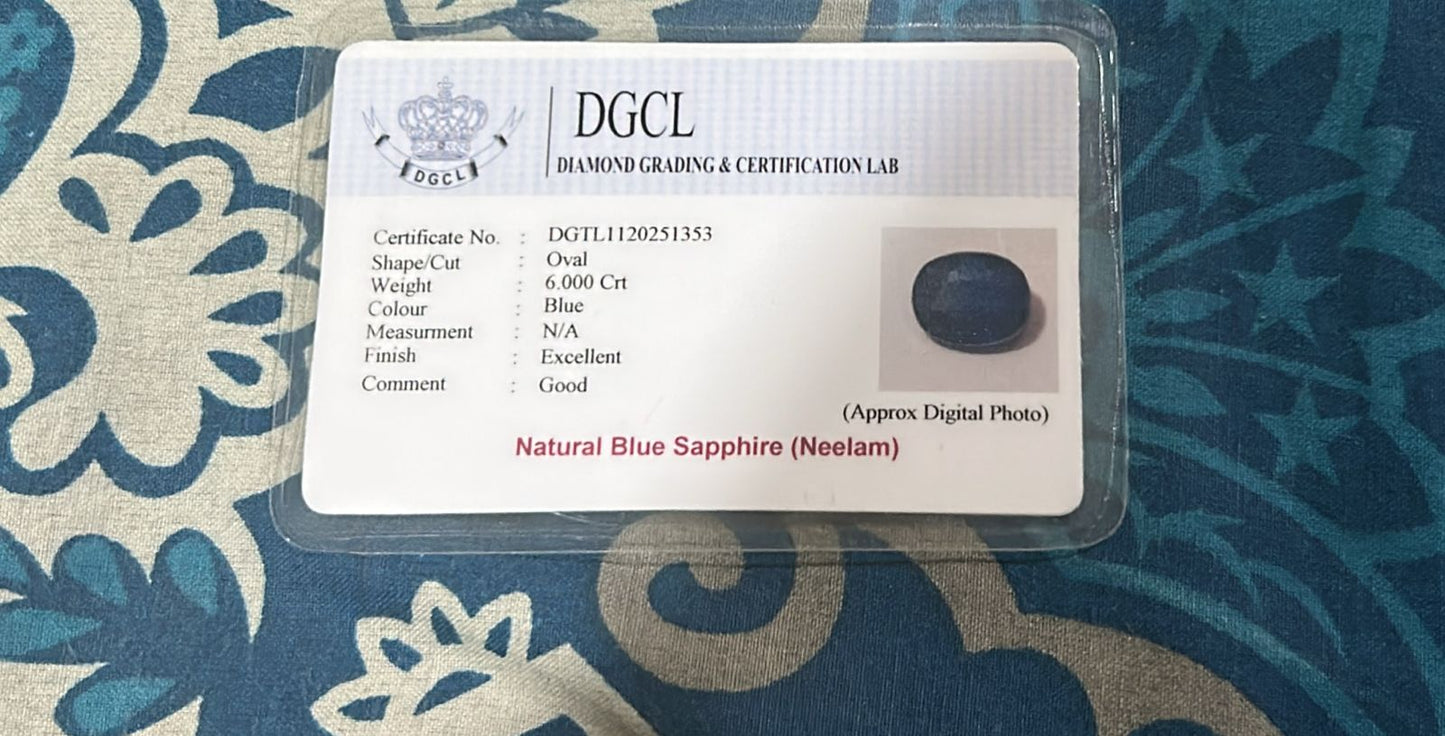 DGCL
DGCL
DIAMOND GRADING & CERTIFICATION LAB
Certificate No. : DGTL1120251353
Shape/Cut : Oval
Weight : 6.000 Crt
Colour : Blue
Measurment : N/A
Finish : Excellent
Comment : Good
(Approx Digital Photo)
Natural Blue Sapphire (Neelam)